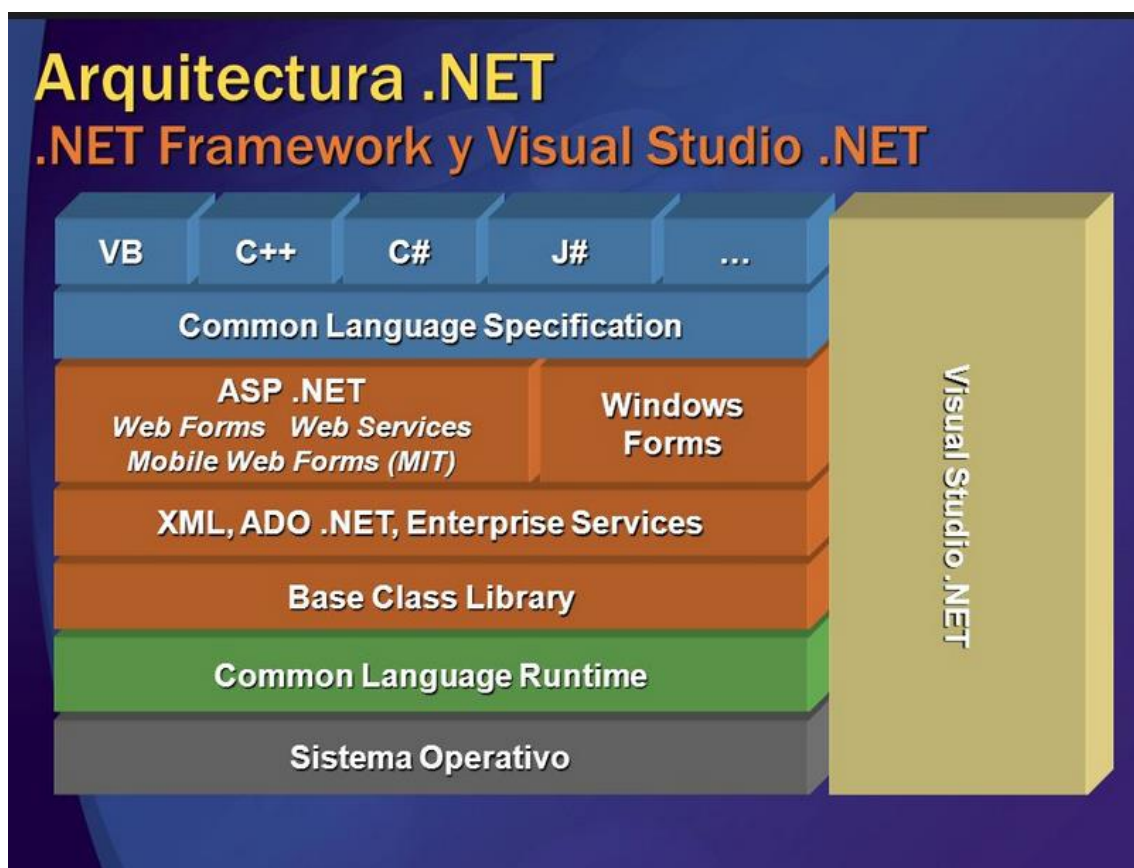 Arquitectura .NET
.NET Framework y Visual Studio .NET
VB
C++
C#
J#
...
Common Language Specification
ASP .NET
Web Forms Web Services
Mobile Web Forms (MIT)
Windows
Forms
XML, ADO .NET, Enterprise Services
Base Class Library
Common Language Runtime
Sistema Operativo
Visual Studio .NET